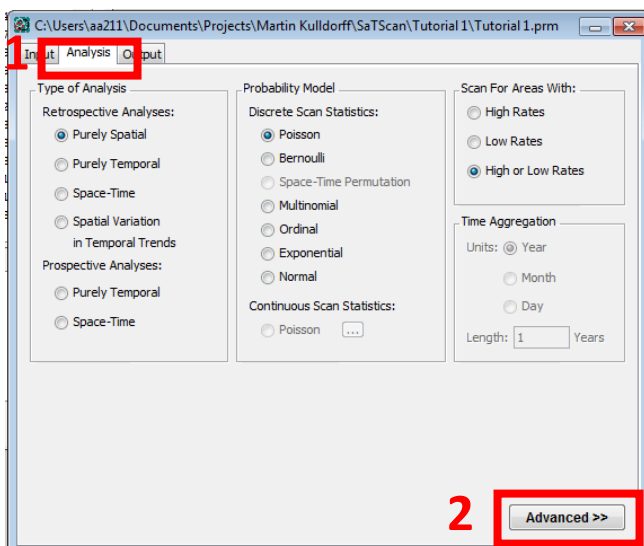 C:\Users\aa211\Documents\Projects\Martin Kulldorff\SaTScan\Tutorial 1\Tutorial 1.prm
1
Input Analysis Output
Type of Analysis
Retrospective Analyses:
Purely Spatial
Purely Temporal
Space-Time
Spatial Variation
in Temporal Trends
Prospective Analyses:
Purely Temporal
Space-Time
Probability Model
Discrete Scan Statistics:
Poisson
Bernoulli
Space-Time Permutation
Multinomial
Ordinal
Exponential
Normal
Continuous Scan Statistics:
Poisson ...
Scan For Areas With:
High Rates
Low Rates
High or Low Rates
Time Aggregation
Units: Year
Month
Day
Length: 1 Years
2
Advanced >>